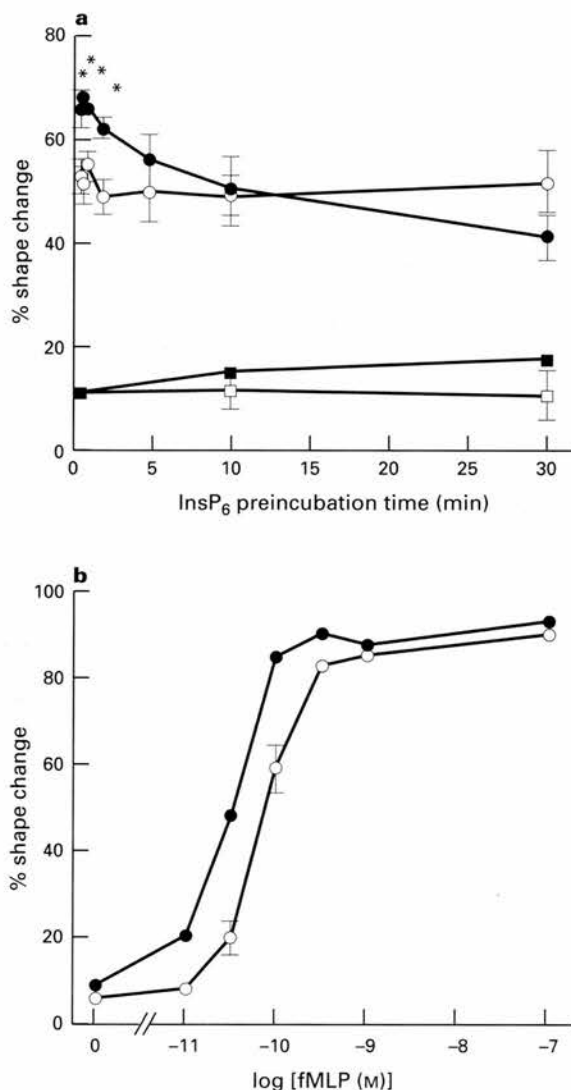 a
80
60
40
20
0
% shape change
* * * *
0 5 10 15 20 25 30
InsP₆ preincubation time (min)
b
100
80
60
40
20
0
% shape change
0 −11 −10 −9 −8 −7
log [fMLP (M)]